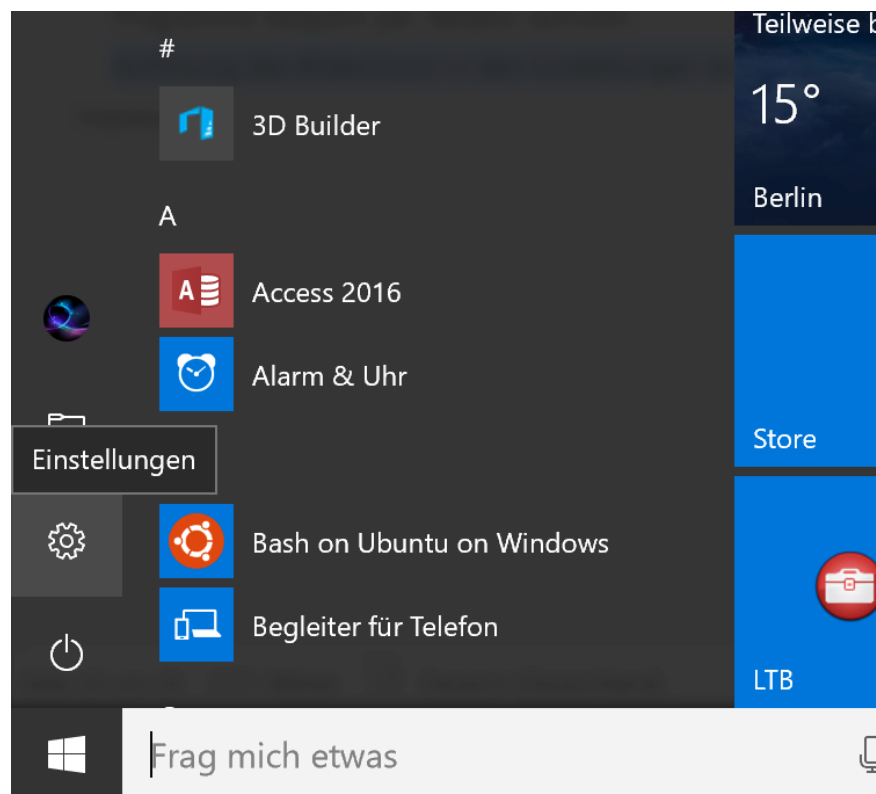 Teilweise b
#
3D Builder
15°
Berlin
A
Access 2016
Alarm & Uhr
Store
Einstellungen
Bash on Ubuntu on Windows
Begleiter für Telefon
LTB
Frag mich etwas